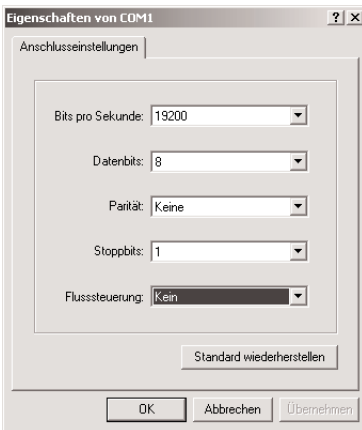 Eigenschaften von COM1
Anschlusseinstellungen
Bits pro Sekunde: 19200
Datenbits: 8
Parität: Keine
Stoppbits: 1
Flusssteuerung: Kein
Standard wiederherstellen
OK Abbrechen Übernehmen